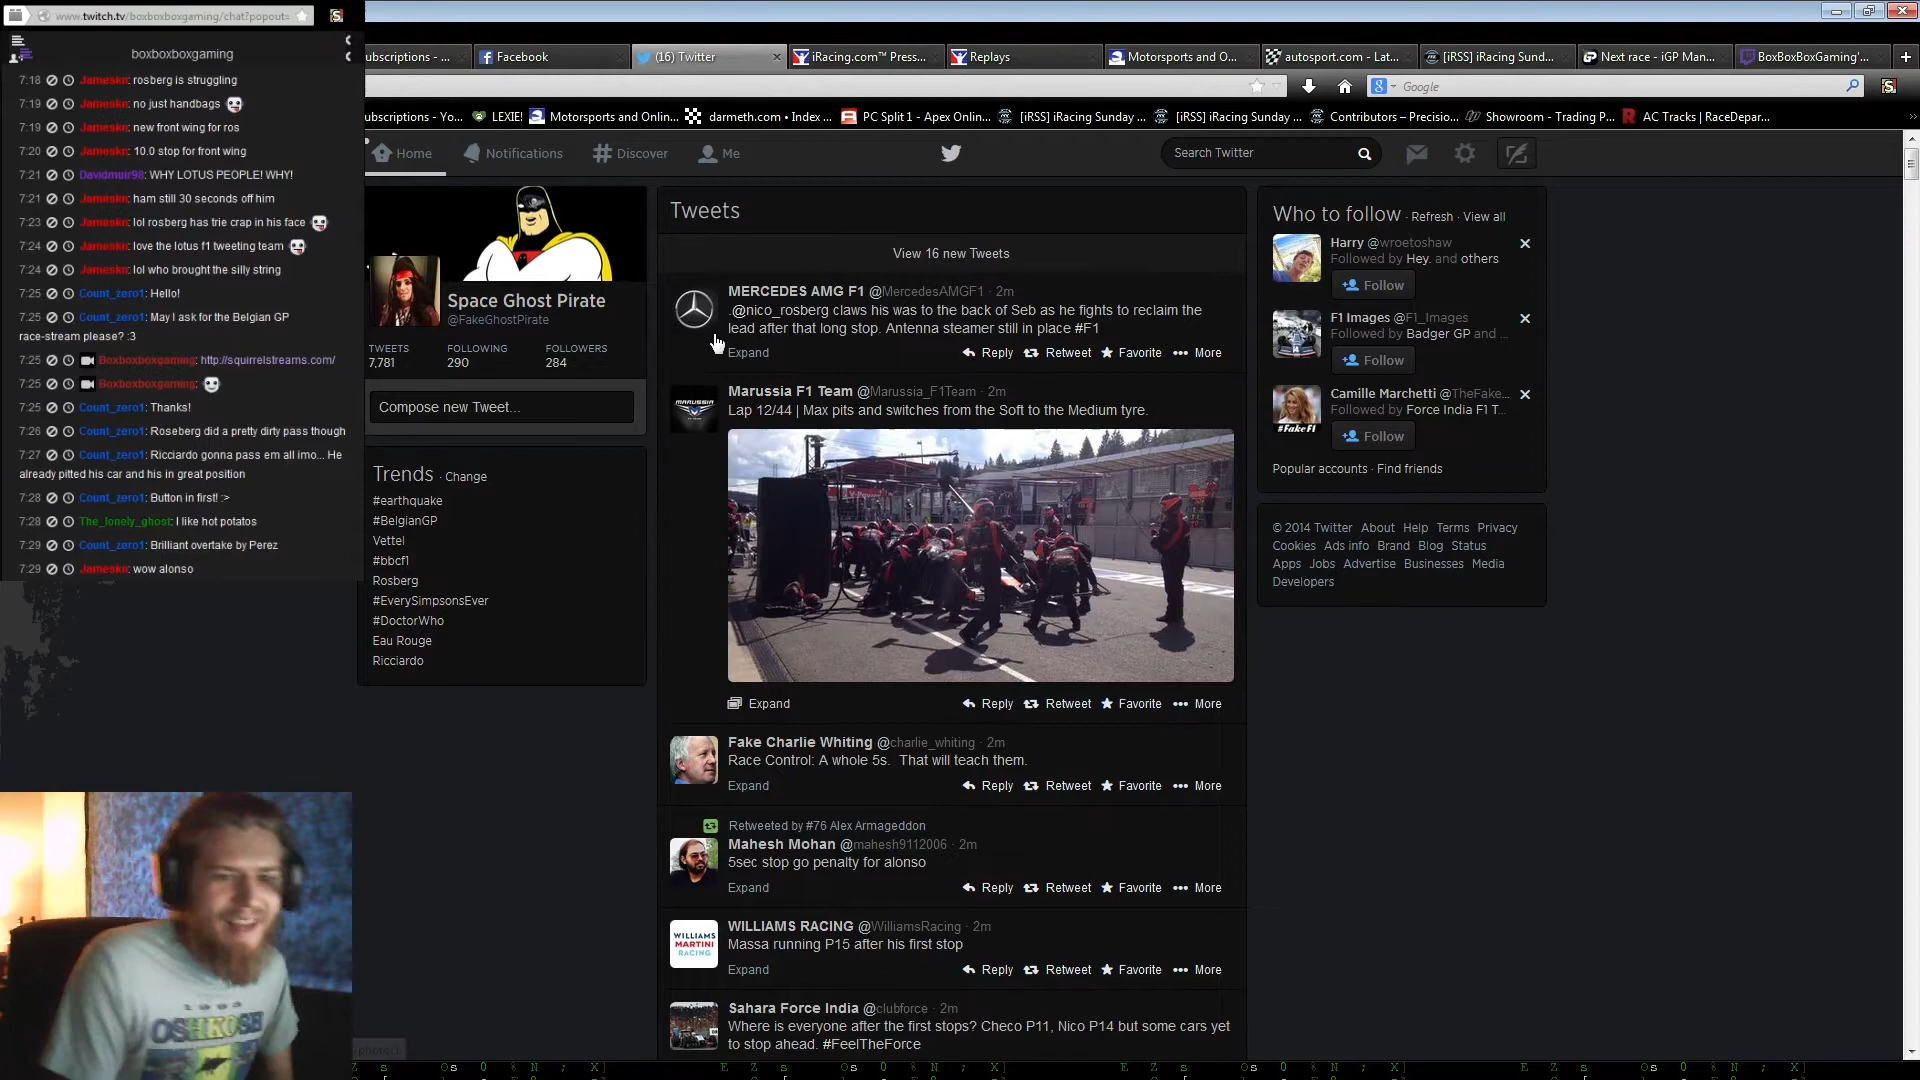 www.twitch.tv/boxboxboxgaming/chat?popout=
boxboxboxgaming
7:18 Jameskn: rosberg is struggling
7:19 Jameskn: no just handbags
7:19 Jameskn: new front wing for ros
7:20 Jameskn: 10.0 stop for front wing
7:21 Davidmuir98: WHY LOTUS PEOPLE! WHY!
7:21 Jameskn: ham still 30 seconds off him
7:23 Jameskn: lol rosberg has trie crap in his face
7:24 Jameskn: love the lotus f1 tweeting team
7:24 Jameskn: lol who brought the silly string
7:25 Count_zero1: Hello!
7:25 Count_zero1: May I ask for the Belgian GP
race-stream please? :3
7:25 Boxboxboxgaming: http://squirrelstreams.com/
7:25 Boxboxboxgaming:
7:25 Count_zero1: Thanks!
7:26 Count_zero1: Roseberg did a pretty dirty pass though
7:27 Count_zero1: Ricciardo gonna pass em all imo... He
already pitted his car and his in great position
7:28 Count_zero1: Button in first! :>
7:28 The_lonely_ghost: I like hot potatos
7:29 Count_zero1: Brilliant overtake by Perez
7:29 Jameskn: wow alonso
ubscriptions - ...
Facebook
(16) Twitter
iRacing.com™ Press...
Replays
Motorsports and O...
autosport.com - Lat...
[iRSS] iRacing Sund...
Next race - iGP Man...
BoxBoxBoxGaming'...
Google
ubscriptions - Yo...
LEXIE!
Motorsports and Onlin...
darmeth.com • Index ...
PC Split 1 - Apex Onlin...
[iRSS] iRacing Sunday ...
[iRSS] iRacing Sunday ...
Contributors – Precisio...
Showroom - Trading P...
AC Tracks | RaceDepar...
Home
Notifications
Discover
Me
Search Twitter
Space Ghost Pirate
@FakeGhostPirate
TWEETS FOLLOWING FOLLOWERS
7,781 290 284
Compose new Tweet...
Trends · Change
#earthquake
#BelgianGP
Vettel
#bbcf1
Rosberg
#EverySimpsonsEver
#DoctorWho
Eau Rouge
Ricciardo
Tweets
View 16 new Tweets
MERCEDES AMG F1 @MercedesAMGF1 · 2m
.@nico_rosberg claws his was to the back of Seb as he fights to reclaim the
lead after that long stop. Antenna steamer still in place #F1
Expand Reply Retweet Favorite More
MARUSSIA
Marussia F1 Team @Marussia_F1Team · 2m
Lap 12/44 | Max pits and switches from the Soft to the Medium tyre.
Expand Reply Retweet Favorite More
Fake Charlie Whiting @charlie_whiting · 2m
Race Control: A whole 5s. That will teach them.
Expand Reply Retweet Favorite More
Retweeted by #76 Alex Armageddon
Mahesh Mohan @mahesh9112006 · 2m
5sec stop go penalty for alonso
Expand Reply Retweet Favorite More
WILLIAMS
MARTINI
RACING
WILLIAMS RACING @WilliamsRacing · 2m
Massa running P15 after his first stop
Expand Reply Retweet Favorite More
Sahara Force India @clubforce · 2m
Where is everyone after the first stops? Checo P11, Nico P14 but some cars yet
to stop ahead. #FeelTheForce
Who to follow · Refresh · View all
Harry @wroetoshaw
Followed by Hey. and others
Follow
F1 Images @F1_Images
Followed by Badger GP and ...
Follow
#FakeF1
Camille Marchetti @TheFake...
Followed by Force India F1 T...
Follow
Popular accounts · Find friends
© 2014 Twitter About Help Terms Privacy
Cookies Ads info Brand Blog Status
Apps Jobs Advertise Businesses Media
Developers
OSHKOSH